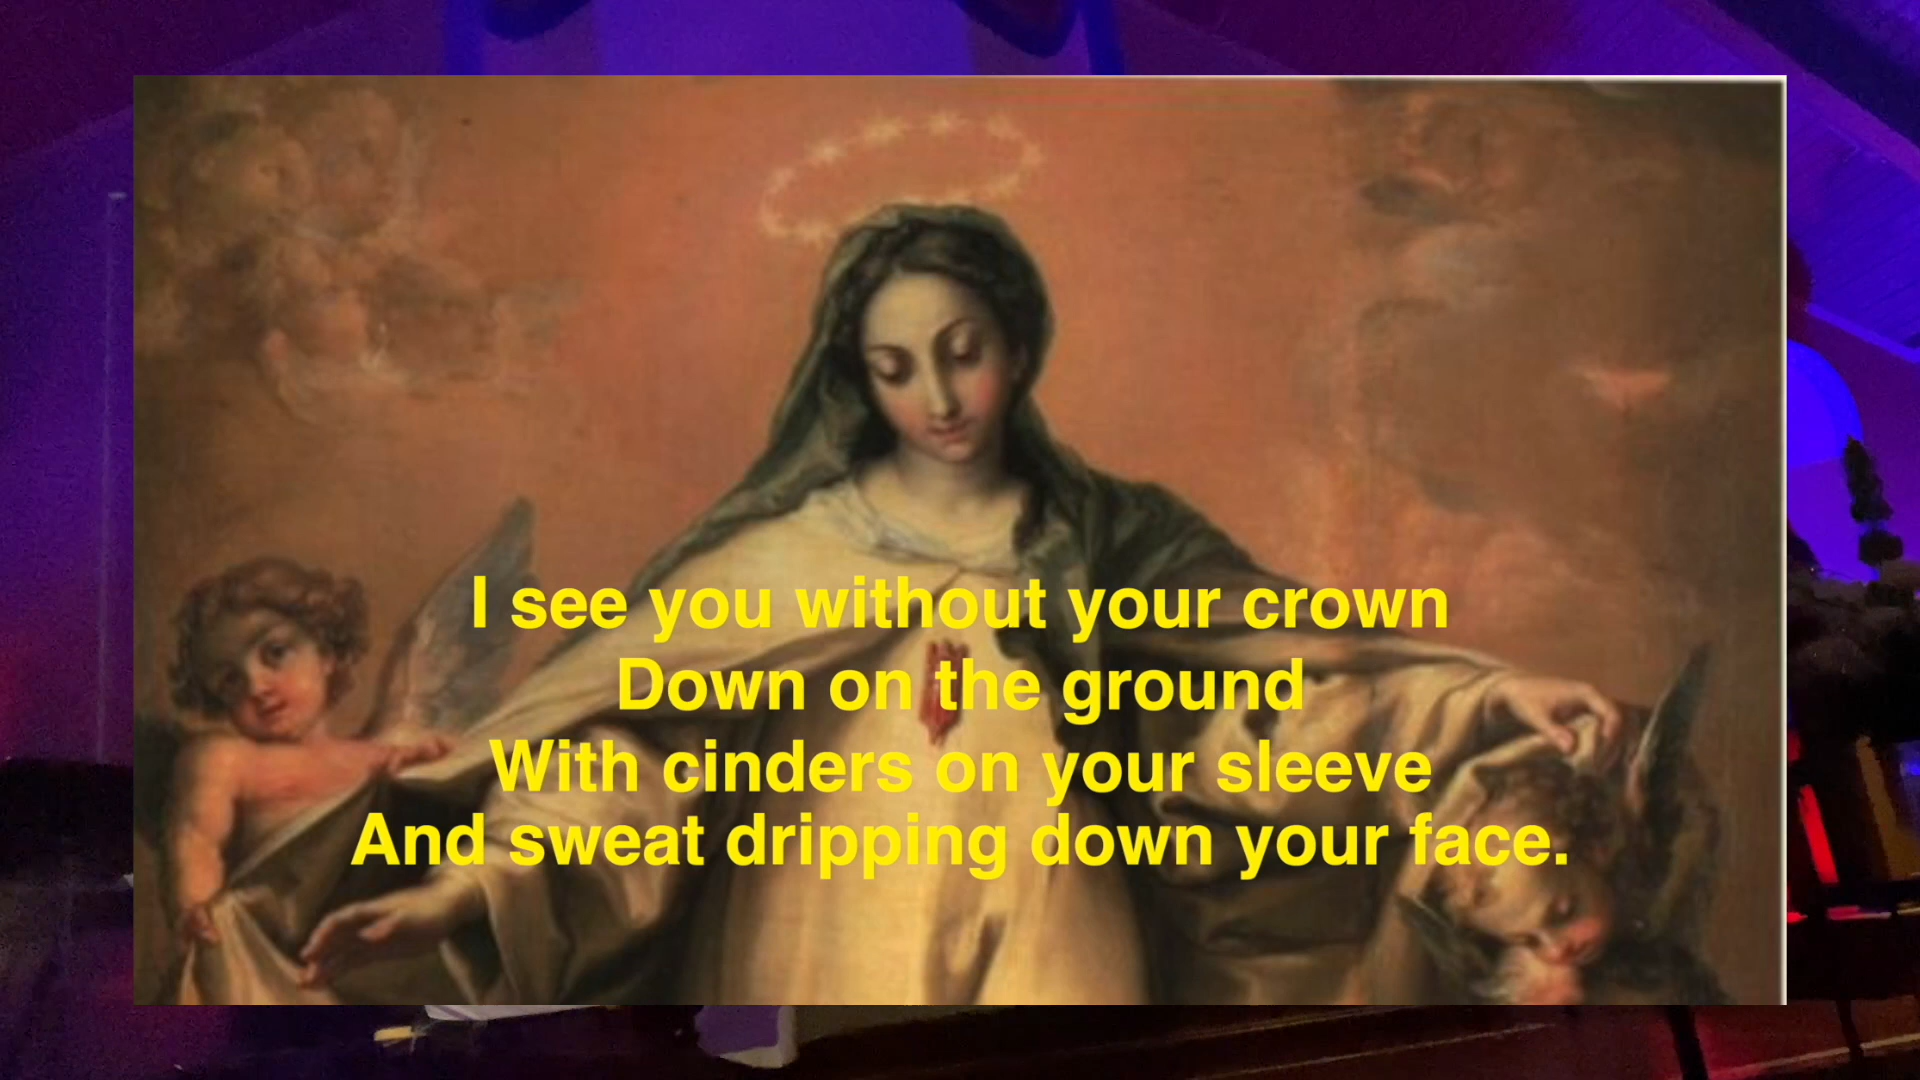 I see you without your crown
Down on the ground
With cinders on your sleeve
And sweat dripping down your face.